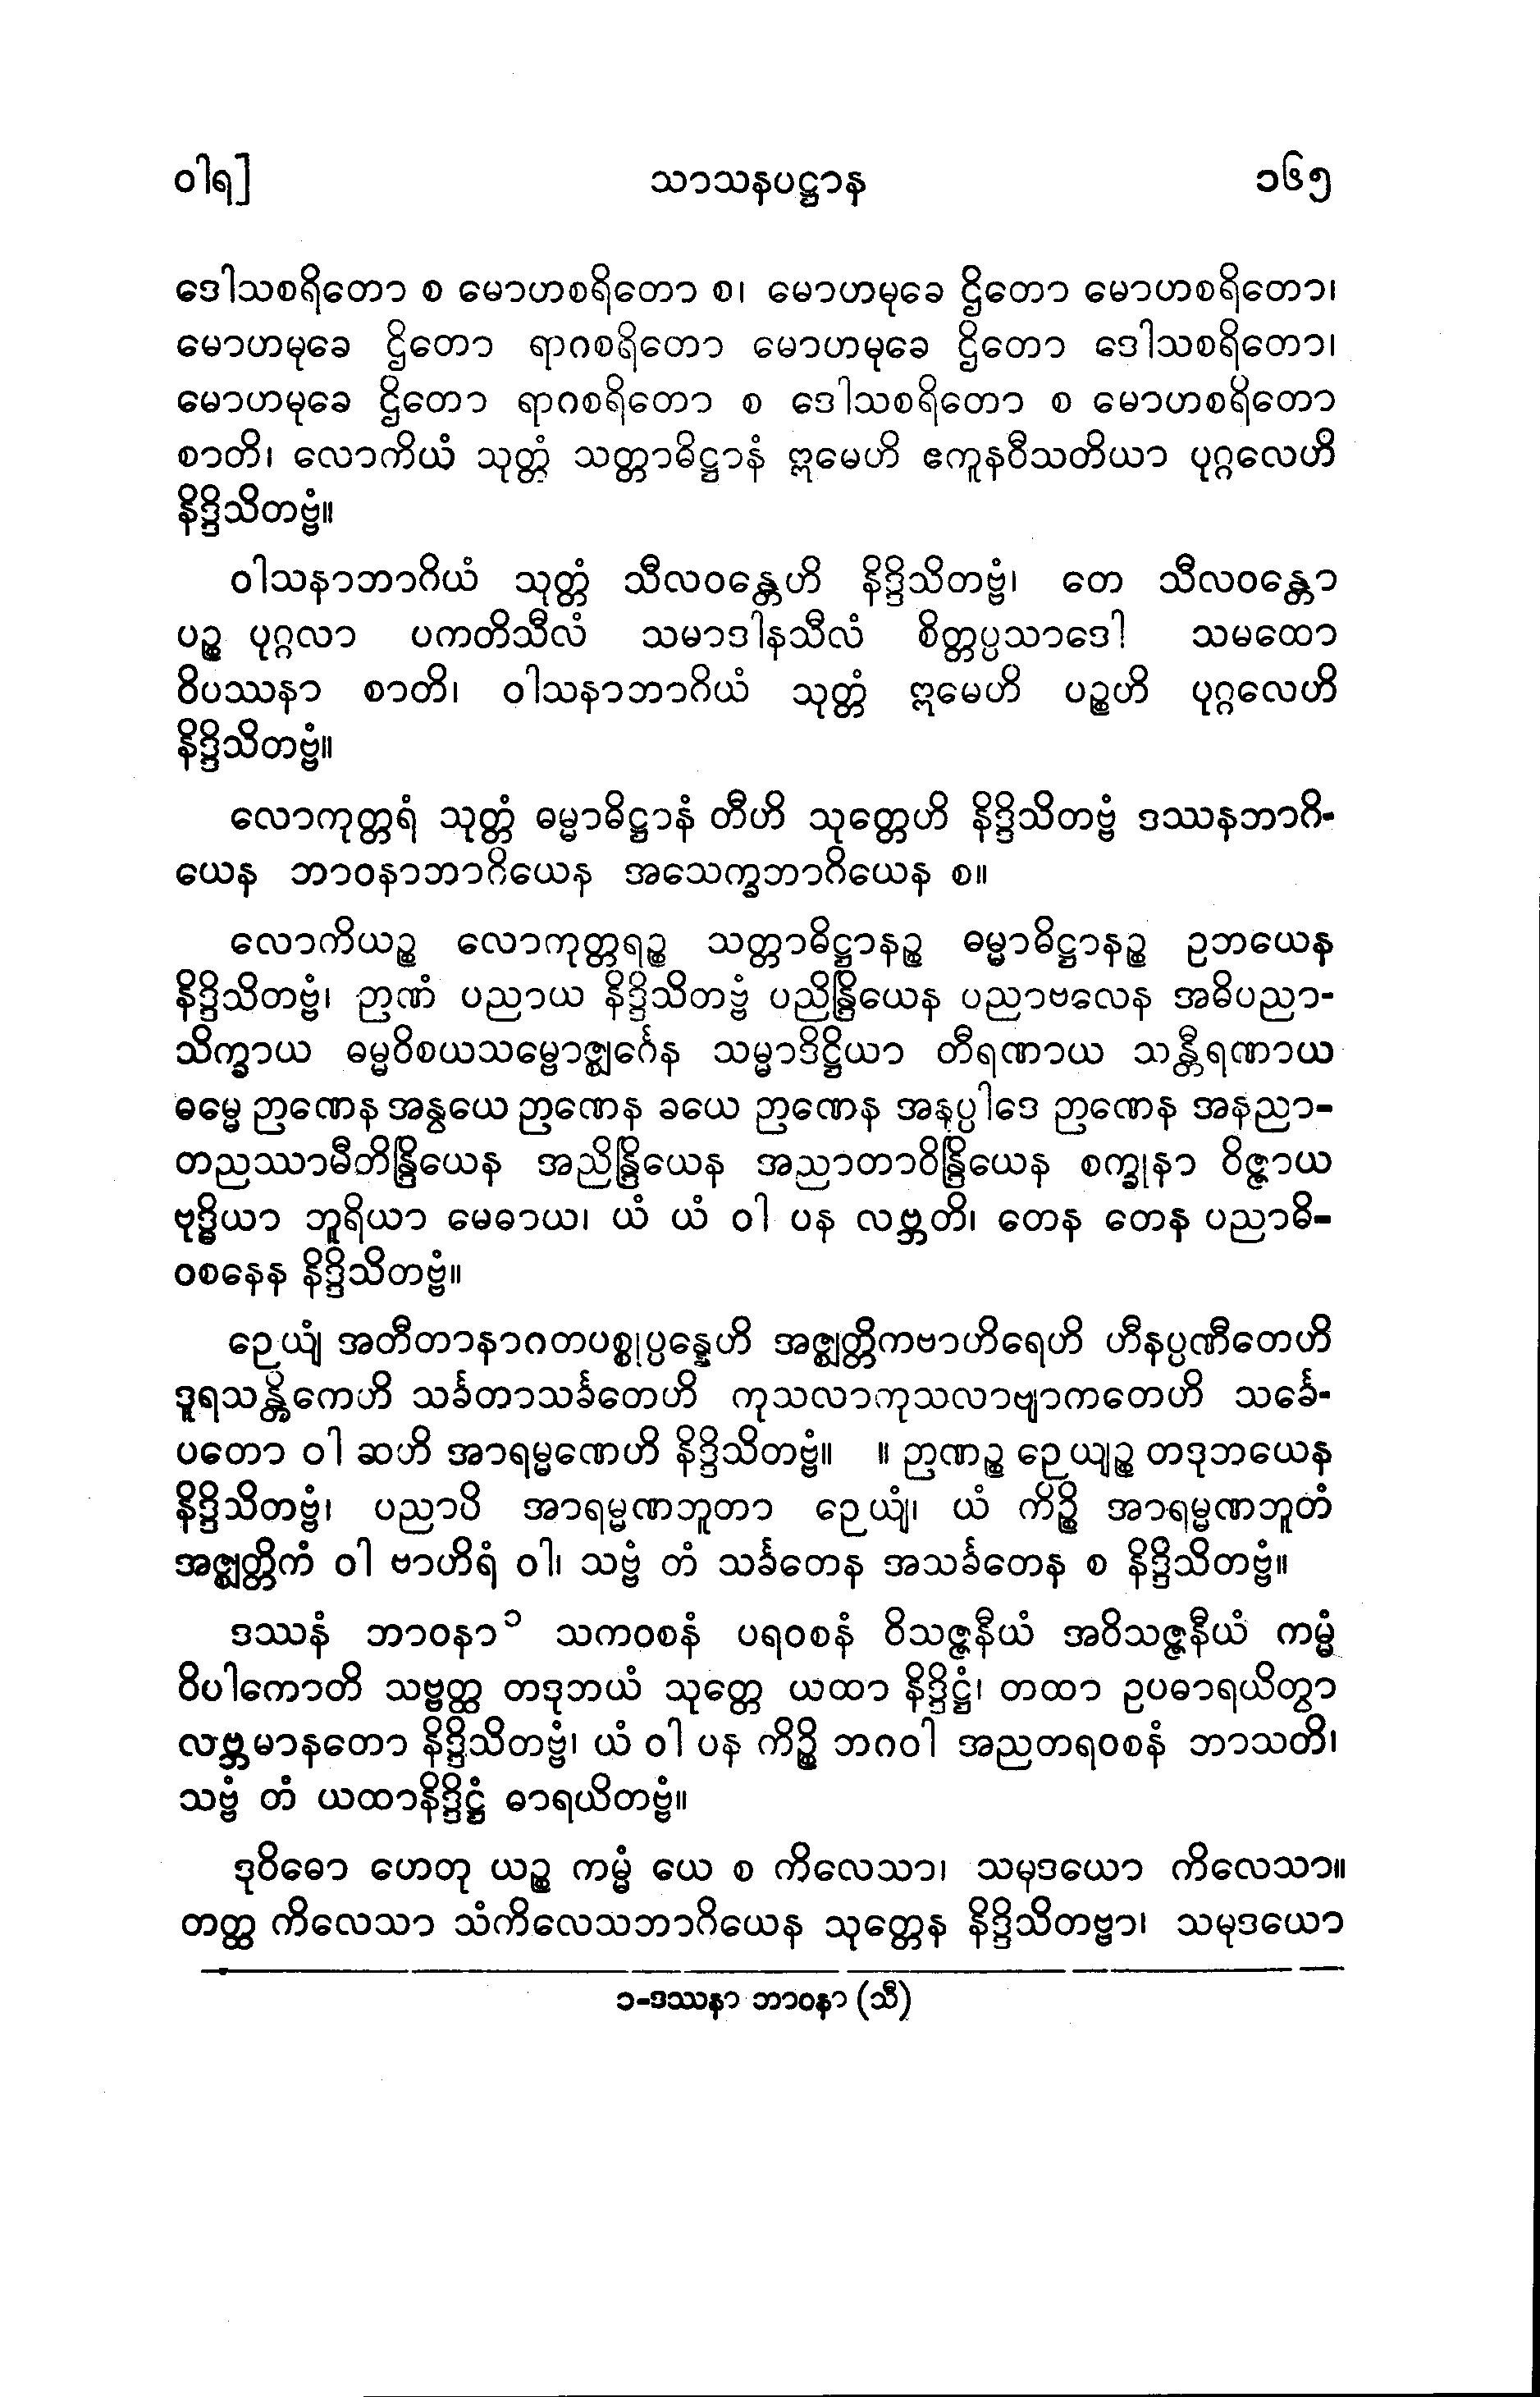 ဝါရ]	သာသနပဋ္ဌာန	၁၆၅
ဒေါသစရိတော စ မောဟစရိတော စ၊ မောဟမုခေ ဌိတော မောဟစရိတော၊
မောဟမုခေ ဌိတော ရာဂစရိတော မောဟမုခေ ဌိတော ဒေါသစရိတော၊
မောဟမုခေ ဌိတော ရာဂစရိတော စ ဒေါသစရိတော စ မောဟစရိတော
စာတိ၊ လောကိယံ သုတ္တံ သတ္တာဓိဋ္ဌာနံ ဣမေဟိ ဧကူနဝီသတိယာ ပုဂ္ဂလေဟိ
နိဒ္ဒိသိတဗ္ဗံ။
ဝါသနာဘာဂိယံ သုတ္တံ သီလဝန္တေဟိ နိဒ္ဒိသိတဗ္ဗံ၊ တေ သီလဝန္တော
ပဉ္စ ပုဂ္ဂလာ ပကတိသီလံ သမာဒါနသီလံ စိတ္တပ္ပသာဒေါ သမထော
ဝိပဿနာ စာတိ၊ ဝါသနာဘာဂိယံ သုတ္တံ ဣမေဟိ ပဉ္စဟိ ပုဂ္ဂလေဟိ
နိဒ္ဒိသိတဗ္ဗံ။
လောကုတ္တရံ သုတ္တံ ဓမ္မာဓိဋ္ဌာနံ တီဟိ သုတ္တေဟိ နိဒ္ဒိသိတဗ္ဗံ ဒဿနဘာဂိ-
ယေန ဘာဝနာဘာဂိယေန အသေက္ခဘာဂိယေန စ။
လောကိယဉ္စ လောကုတ္တရဉ္စ သတ္တာဓိဋ္ဌာနဉ္စ ဓမ္မာဓိဋ္ဌာနဉ္စ ဥဘယေန
နိဒ္ဒိသိတဗ္ဗံ၊ ဉာဏံ ပညာယ နိဒ္ဒိသိတဗ္ဗံ ပညိန္ဒြိယေန ပညာဗလေန အဓိပညာ-
သိက္ခာယ ဓမ္မဝိစယသမ္ဗောဇ္ဈင်္ဂေန သမ္မာဒိဋ္ဌိယာ တီရဏာယ သန္တီရဏာယ
ဓမ္မေ ဉာဏေန အနွယေ ဉာဏေန ခယေ ဉာဏေန အနုပ္ပါဒေ ဉာဏေန အနညာ-
တညဿာမီတိန္ဒြိယေန အညိန္ဒြိယေန အညာတာဝိန္ဒြိယေန စက္ခုနာ ဝိဇ္ဇာယ
ဗုဒ္ဓိယာ ဘူရိယာ မေဓာယ၊ ယံ ယံ ဝါ ပန လဗ္ဘတိ၊ တေန တေန ပညာဓိ-
ဝစနေန နိဒ္ဒိသိတဗ္ဗံ။
ဉေယျံ အတီတာနာဂတပစ္စုပ္ပန္နေဟိ အဇ္ဈတ္တိကဗာဟိရေဟိ ဟီနပ္ပဏီတေဟိ
ဒူရသန္တိကေဟိ သင်္ခတာသင်္ခတေဟိ ကုသလာကုသလာဗျာကတေဟိ သင်္ခေ-
ပတော ဝါ ဆဟိ အာရမ္မဏေဟိ နိဒ္ဒိသိတဗ္ဗံ။ ။ ဉာဏဉ္စ ဉေယျဉ္စ တဒုဘယေန
နိဒ္ဒိသိတဗ္ဗံ၊ ပညာပိ အာရမ္မဏဘူတာ ဉေယျံ၊ ယံ ကိဉ္စိ အာရမ္မဏဘူတံ
အဇ္ဈတ္တိကံ ဝါ ဗာဟိရံ ဝါ၊ သဗ္ဗံ တံ သင်္ခတေန အသင်္ခတေန စ နိဒ္ဒိသိတဗ္ဗံ။
ဒဿနံ ဘာဝနာ၁ သကဝစနံ ပရဝစနံ ဝိသဇ္ဇနီယံ အဝိသဇ္ဇနီယံ ကမ္မံ
ဝိပါကောတိ သဗ္ဗတ္ထ တဒုဘယံ သုတ္တေ ယထာ နိဒ္ဒိဋ္ဌံ၊ တထာ ဥပဓာရယိတွာ
လဗ္ဘမာနတော နိဒ္ဒိသိတဗ္ဗံ၊ ယံ ဝါ ပန ကိဉ္စိ ဘဂဝါ အညတရဝစနံ ဘာသတိ၊
သဗ္ဗံ တံ ယထာနိဒ္ဒိဋ္ဌံ ဓာရယိတဗ္ဗံ။
ဒုဝိဓော ဟေတု ယဉ္စ ကမ္မံ ယေ စ ကိလေသာ၊ သမုဒယော ကိလေသာ။
တတ္ထ ကိလေသာ သံကိလေသဘာဂိယေန သုတ္တေန နိဒ္ဒိသိတဗ္ဗာ၊ သမုဒယော
၁-ဒဿနာ ဘာဝနာ (သီ)